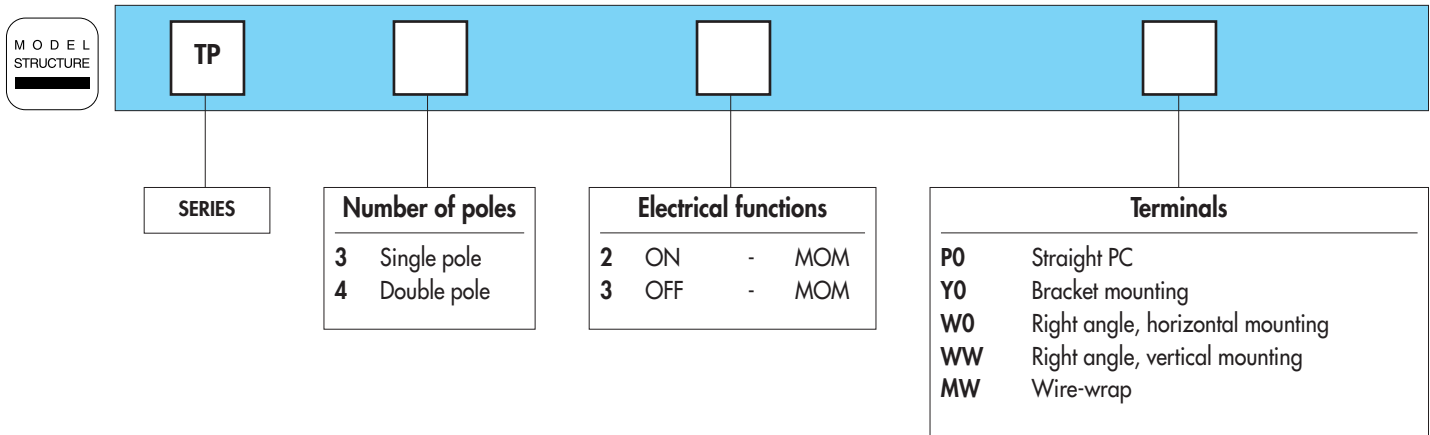 MODEL
STRUCTURE
TP
SERIES
Number of poles
3 Single pole
4 Double pole
Electrical functions
2 ON - MOM
3 OFF - MOM
Terminals
P0 Straight PC
Y0 Bracket mounting
W0 Right angle, horizontal mounting
WW Right angle, vertical mounting
MW Wire-wrap